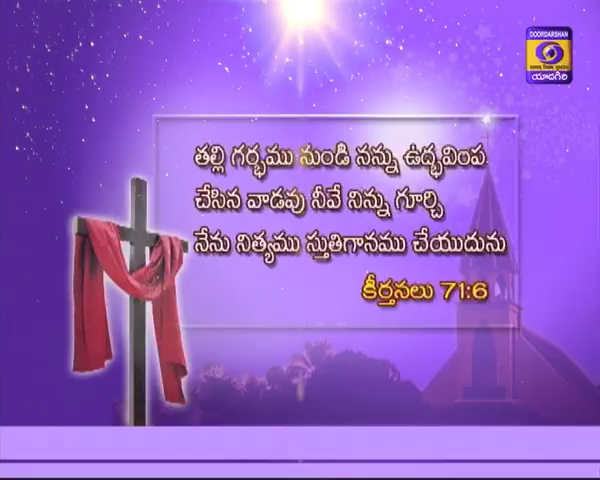 DOORDARSHAN
యాదగిరి
తల్లి గర్భము నుండి నన్ను ఉద్భవింప
చేసిన వాడవు నీవే నిన్ను గూర్చి
నేను నిత్యము స్తుతిగానము చేయుదును
కీర్తనలు 71:6